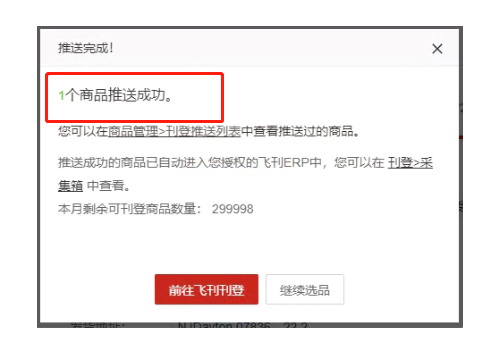 推送完成!
1个商品推送成功。
您可以在商品管理>刊登推送列表中查看推送过的商品。
推送成功的商品已自动进入您授权的飞刊ERP中，您可以在 刊登>采
集箱 中查看。
本月剩余可刊登商品数量： 299998
前往飞刊刊登
继续选品